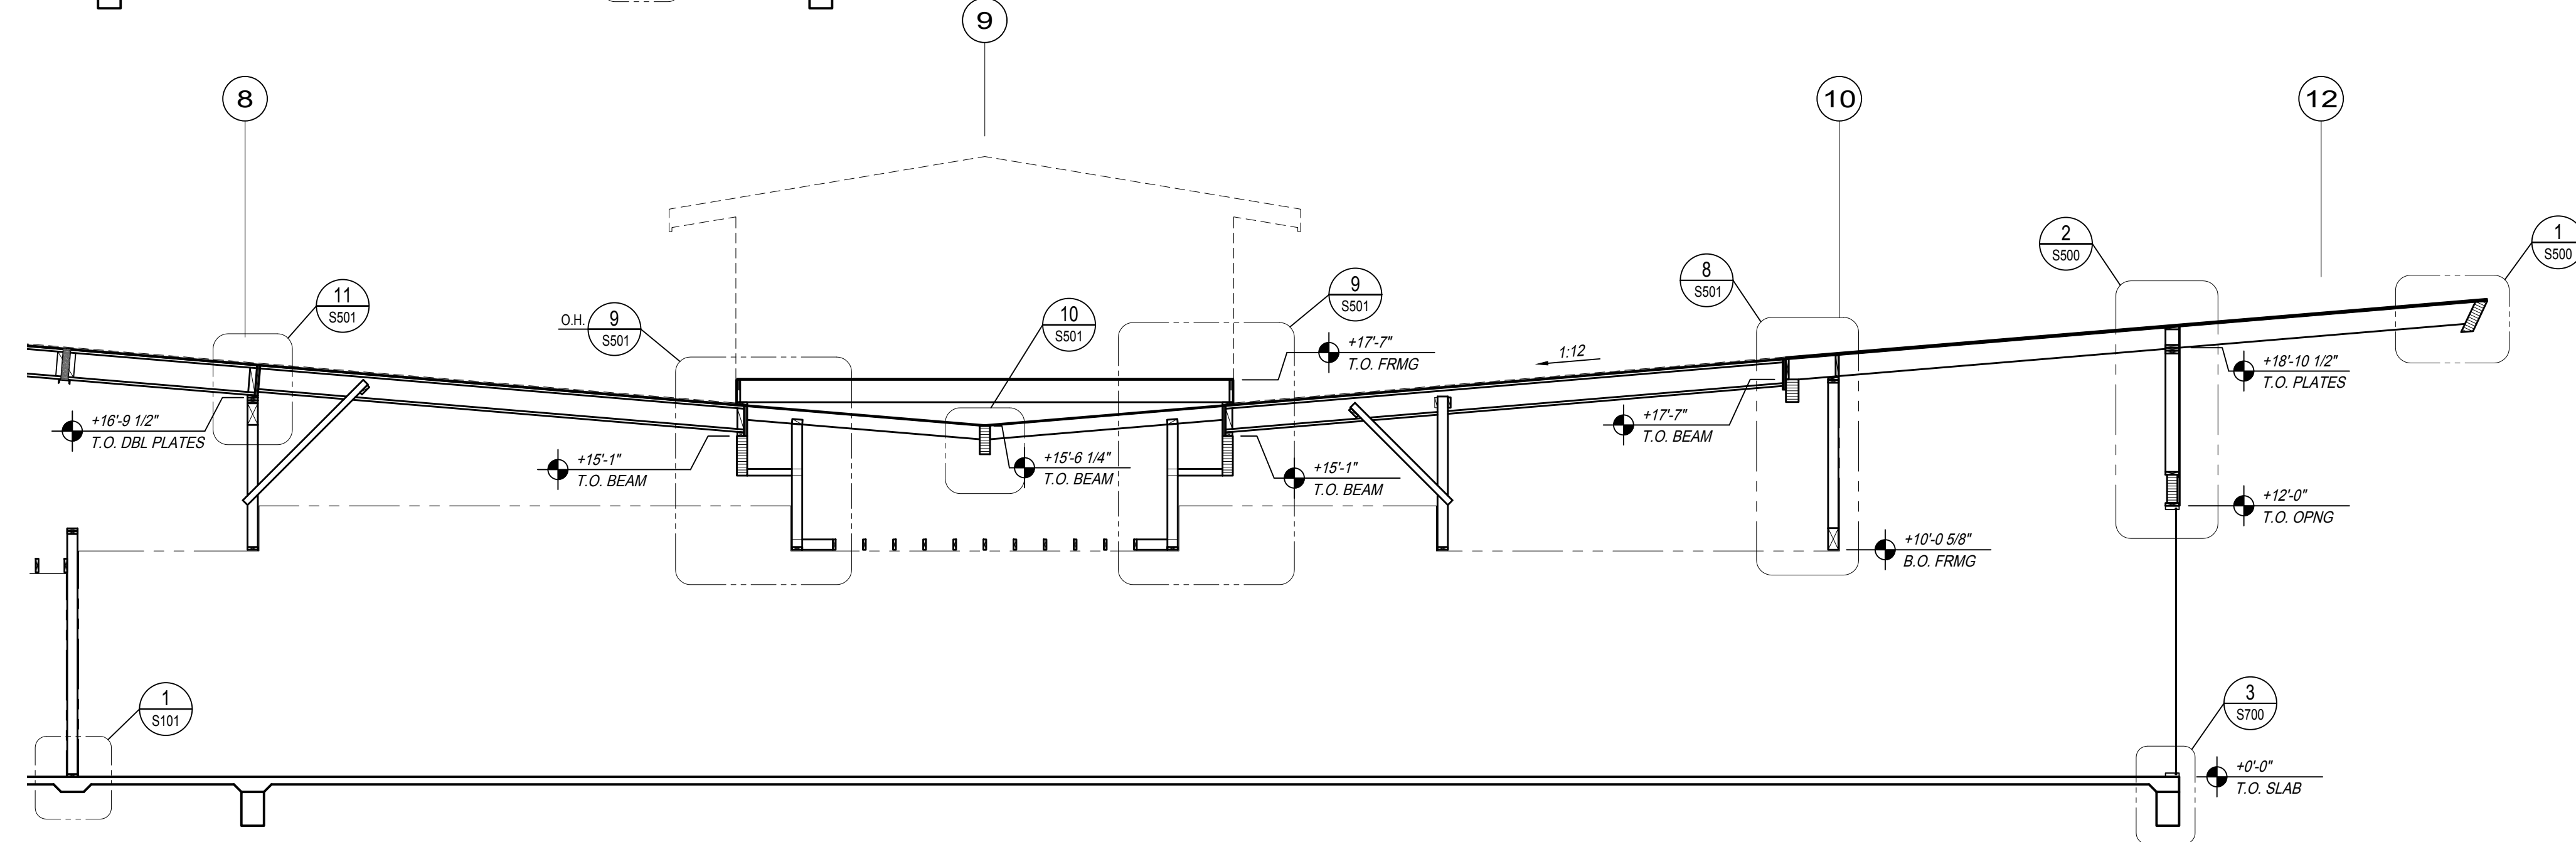 9
8
10
12
2
S500
1
S500
8
S501
9
S501
11
S501
O.H.
9
S501
10
S501
+17'-7"
T.O. FRMG
1:12
+18'-10 1/2"
T.O. PLATES
+16'-9 1/2"
T.O. DBL PLATES
+17'-7"
T.O. BEAM
+15'-1"
T.O. BEAM
+15'-6 1/4"
T.O. BEAM
+15'-1"
T.O. BEAM
+12'-0"
T.O. OPNG
+10'-0 5/8"
B.O. FRMG
1
S101
3
S700
+0'-0"
T.O. SLAB